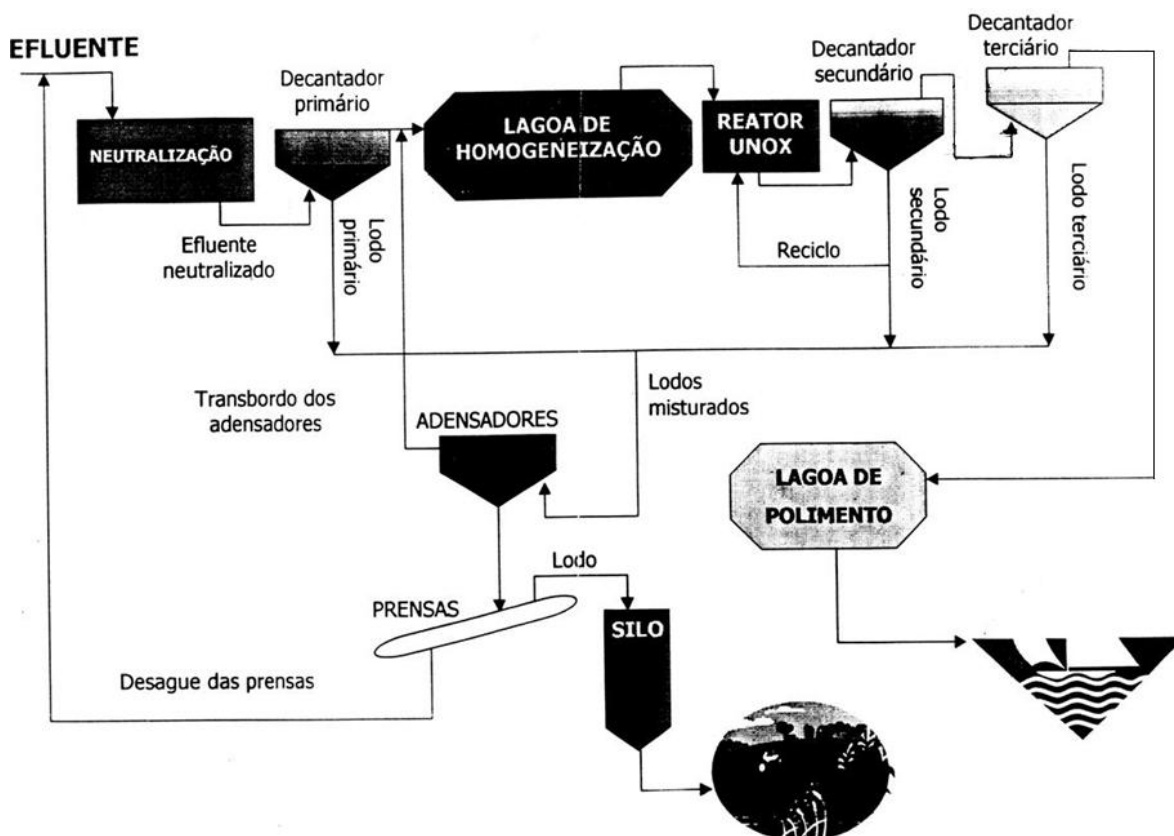 EFLUENTE
NEUTRALIZAÇÃO
Efluente
neutralizado
Decantador
primário
Lodo
primário
LAGOA DE
HOMOGENEIZAÇÃO
REATOR
UNOX
Reciclo
Decantador
secundário
Lodo
secundário
Decantador
terciário
Lodo terciário
Transbordo dos
adensadores
ADENSADORES
Lodos
misturados
LAGOA DE
POLIMENTO
Lodo
PRENSAS
SILO
Desague das prensas